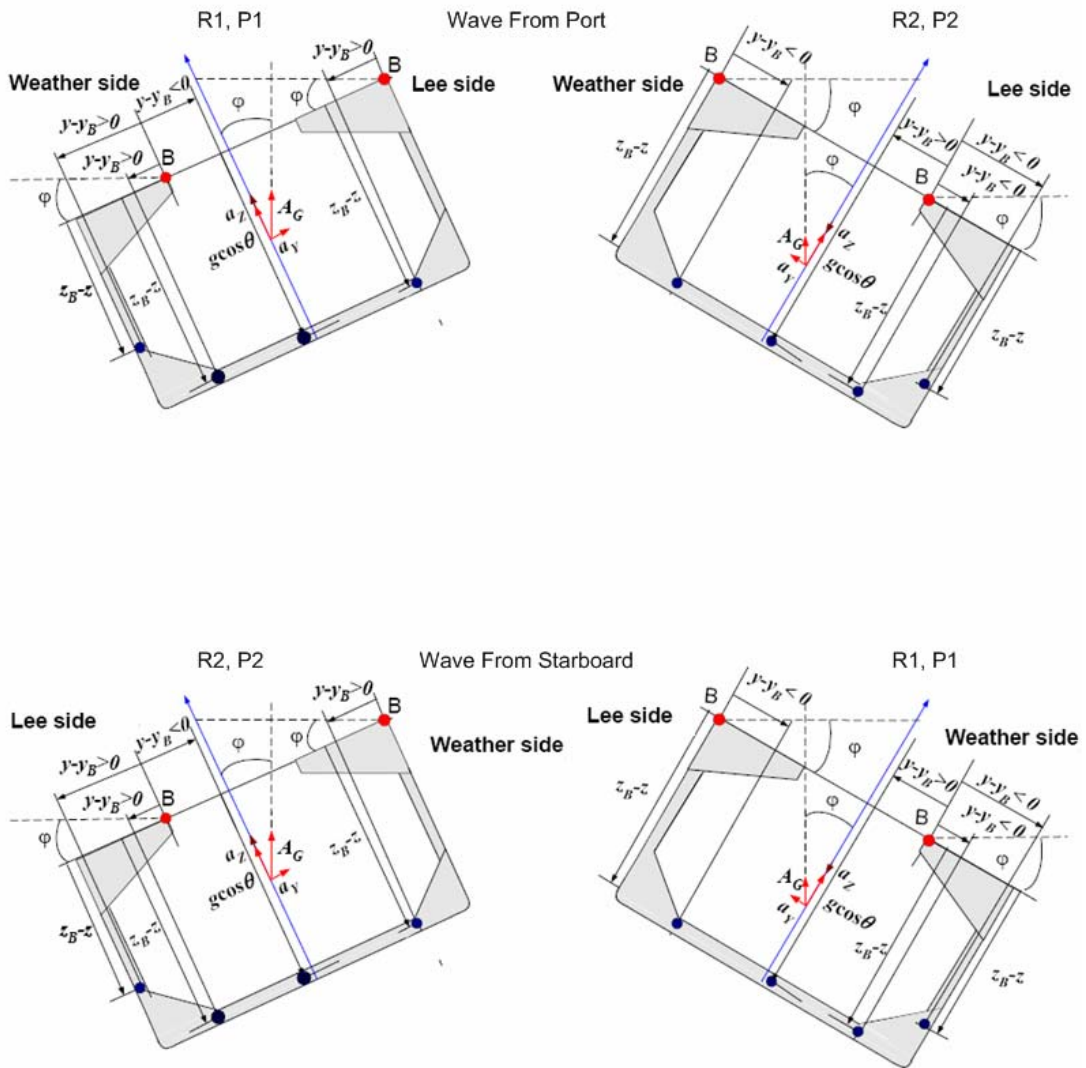 R1, P1
Wave From Port
R2, P2
y-y_B>0
B
Weather side
Lee side
y-y_B<0
φ
φ
y-y_B>0
y-y_B>0
B
φ
z_B-z
A_G
a_Z
a_Y
gcosθ
z_B-z
z_B-z
y-y_B<0
B
Weather side
Lee side
φ
y-y_B>0
y-y_B<0
y-y_B<0
z_B-z
φ
B
φ
A_G
a_Z
a_Y
gcosθ
z_B-z
z_B-z
R2, P2
Wave From Starboard
R1, P1
y-y_B>0
B
Lee side
Weather side
y-y_B<0
φ
φ
y-y_B>0
y-y_B>0
B
φ
z_B-z
A_G
a_Z
a_Y
gcosθ
z_B-z
z_B-z
y-y_B<0
B
Lee side
Weather side
φ
y-y_B>0
y-y_B<0
y-y_B<0
z_B-z
φ
B
φ
A_G
a_Z
a_Y
gcosθ
z_B-z
z_B-z